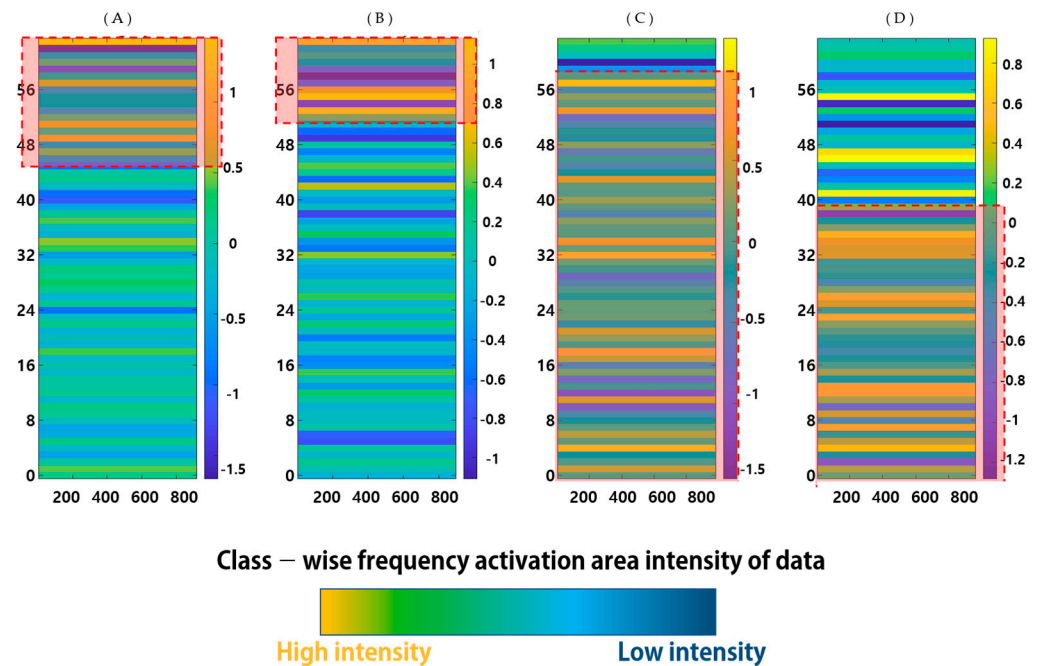 ( A ) ( B ) ( C ) ( D )
56 1 56 1 56 1 56 0.8
0.8 0.6
48 0.5 48 0.6 48 0.5 48 0.4
0.4 0.2
40 40 0.2 40 40
0 0 0 0
32 32 32 32 -0.2
-0.2
24 -0.5 24 -0.4 24 -.5 24 -0.4
-0.6
16 16 -0.6 16 16
-1 -0.8 -1 -0.8
8 8 8 8 -1
-1.5 -1 -1.5 -1.2
0 0 0 0
200 400 600 800 200 400 600 800 200 400 600 800 200 400 600 800
Class – wise frequency activation area intensity of data
High intensity Low intensity